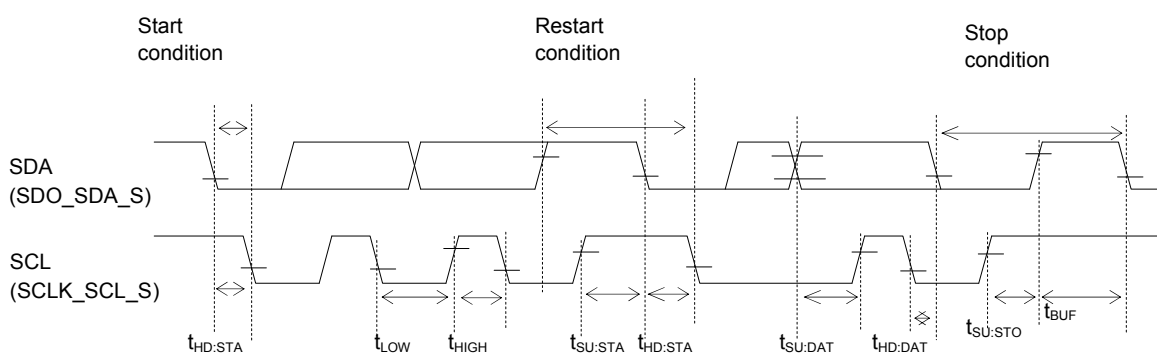 Start
condition
Restart
condition
Stop
condition
SDA
(SDO_SDA_S)
SCL
(SCLK_SCL_S)
tHD:STA
tLOW
tHIGH
tSU:STA
tHD:STA
tSU:DAT
tHD:DAT
tSU:STO
tBUF